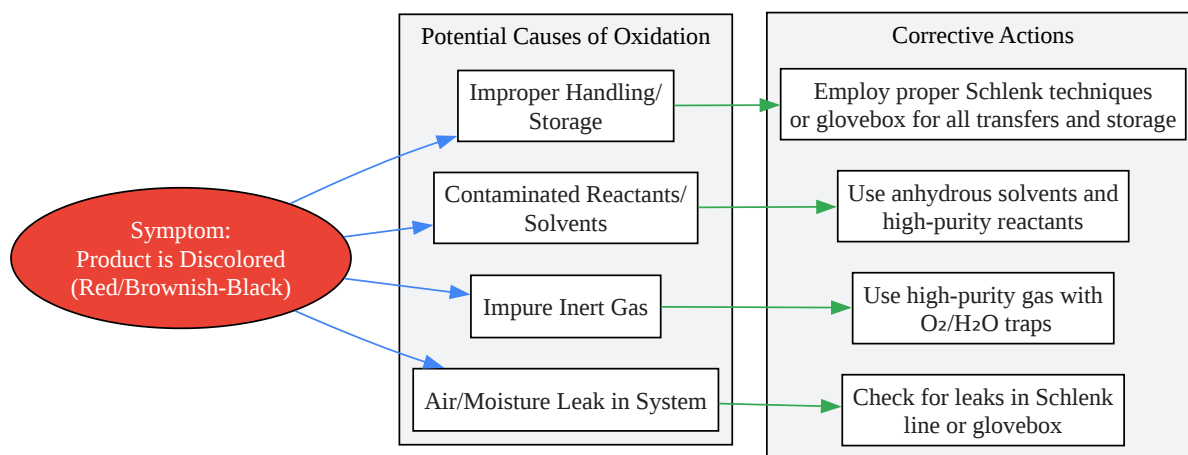 Symptom:
Product is Discolored
(Red/Brownish-Black)
Potential Causes of Oxidation
Improper Handling/
Storage
Contaminated Reactants/
Solvents
Impure Inert Gas
Air/Moisture Leak in System
Corrective Actions
Employ proper Schlenk techniques
or glovebox for all transfers and storage
Use anhydrous solvents and
high-purity reactants
Use high-purity gas with
O₂/H₂O traps
Check for leaks in Schlenk
line or glovebox